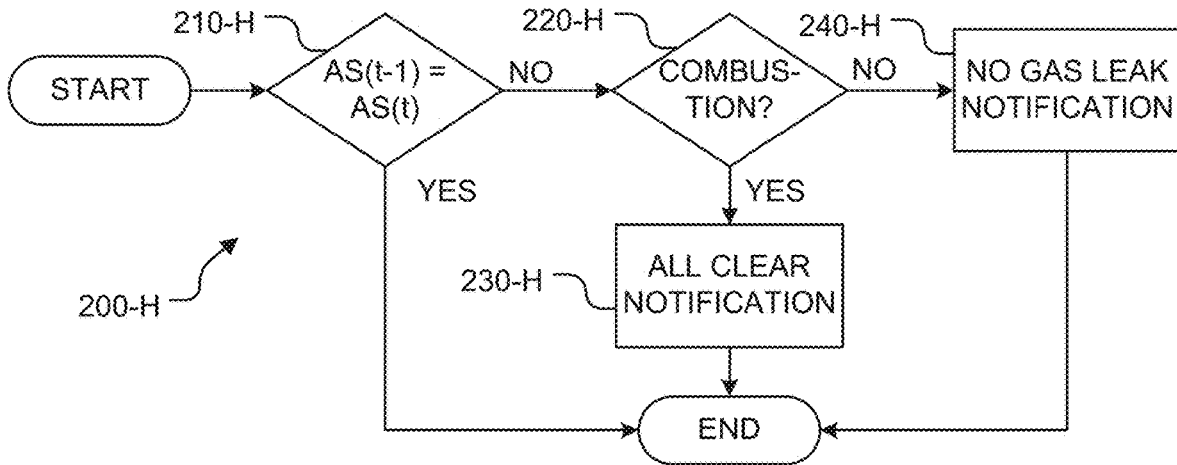 210-H
220-H
240-H
START
AS(t-1) =
AS(t)
NO
COMBUS-
TION?
NO
NO GAS LEAK
NOTIFICATION
YES
YES
200-H
230-H
ALL CLEAR
NOTIFICATION
END